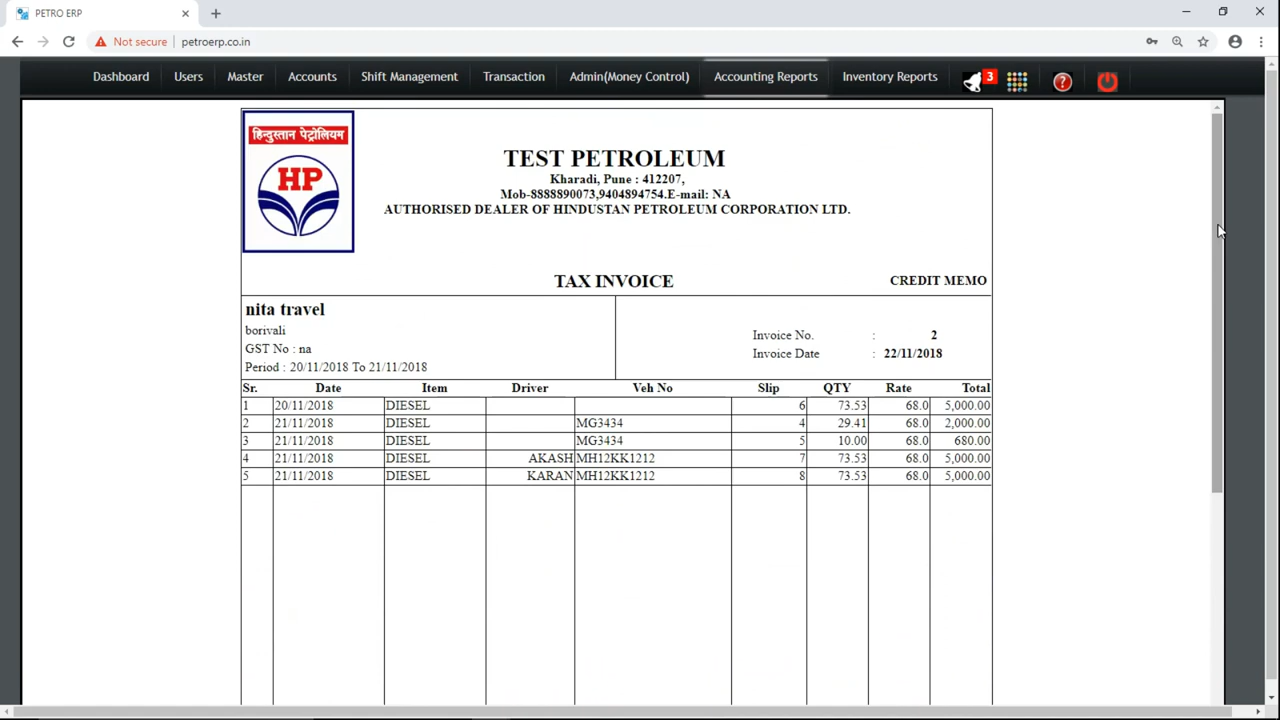 PETRO ERP
Not secure petroerp.co.in
Dashboard Users Master Accounts Shift Management Transaction Admin(Money Control) Accounting Reports Inventory Reports 3 ?
हिन्दुस्तान पेट्रोलियम
HP
TEST PETROLEUM
Kharadi, Pune : 412207,
Mob-8888890073,9404894754.E-mail: NA
AUTHORISED DEALER OF HINDUSTAN PETROLEUM CORPORATION LTD.
TAX INVOICE CREDIT MEMO
nita travel
borivali
GST No : na
Period : 20/11/2018 To 21/11/2018
Invoice No. : 2
Invoice Date : 22/11/2018
Sr. Date Item Driver Veh No Slip QTY Rate Total
1 20/11/2018 DIESEL 6 73.53 68.0 5,000.00
2 21/11/2018 DIESEL MG3434 4 29.41 68.0 2,000.00
3 21/11/2018 DIESEL MG3434 5 10.00 68.0 680.00
4 21/11/2018 DIESEL AKASH MH12KK1212 7 73.53 68.0 5,000.00
5 21/11/2018 DIESEL KARAN MH12KK1212 8 73.53 68.0 5,000.00